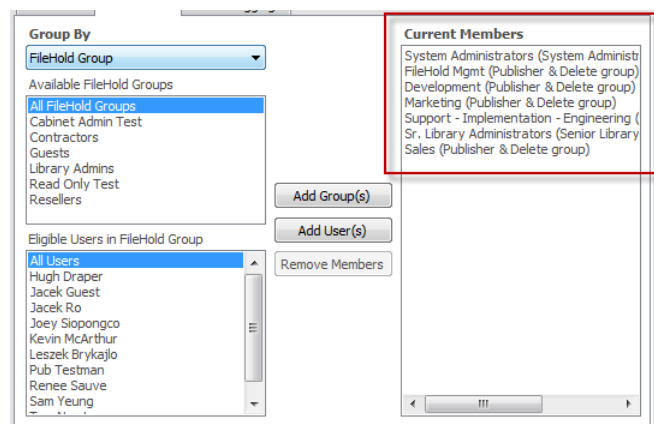 Group By
FileHold Group
Available FileHold Groups
All FileHold Groups
Cabinet Admin Test
Contractors
Guests
Library Admins
Read Only Test
Resellers
Eligible Users in FileHold Group
All Users
Hugh Draper
Jacek Guest
Jacek Ro
Joey Siopongco
Kevin McArthur
Leszek Brykajlo
Pub Testman
Renee Sauve
Sam Yeung
Add Group(s)
Add User(s)
Remove Members
Current Members
System Administrators (System Administr
FileHold Mgmt (Publisher & Delete group)
Development (Publisher & Delete group)
Marketing (Publisher & Delete group)
Support - Implementation - Engineering (
Sr. Library Administrators (Senior Library
Sales (Publisher & Delete group)